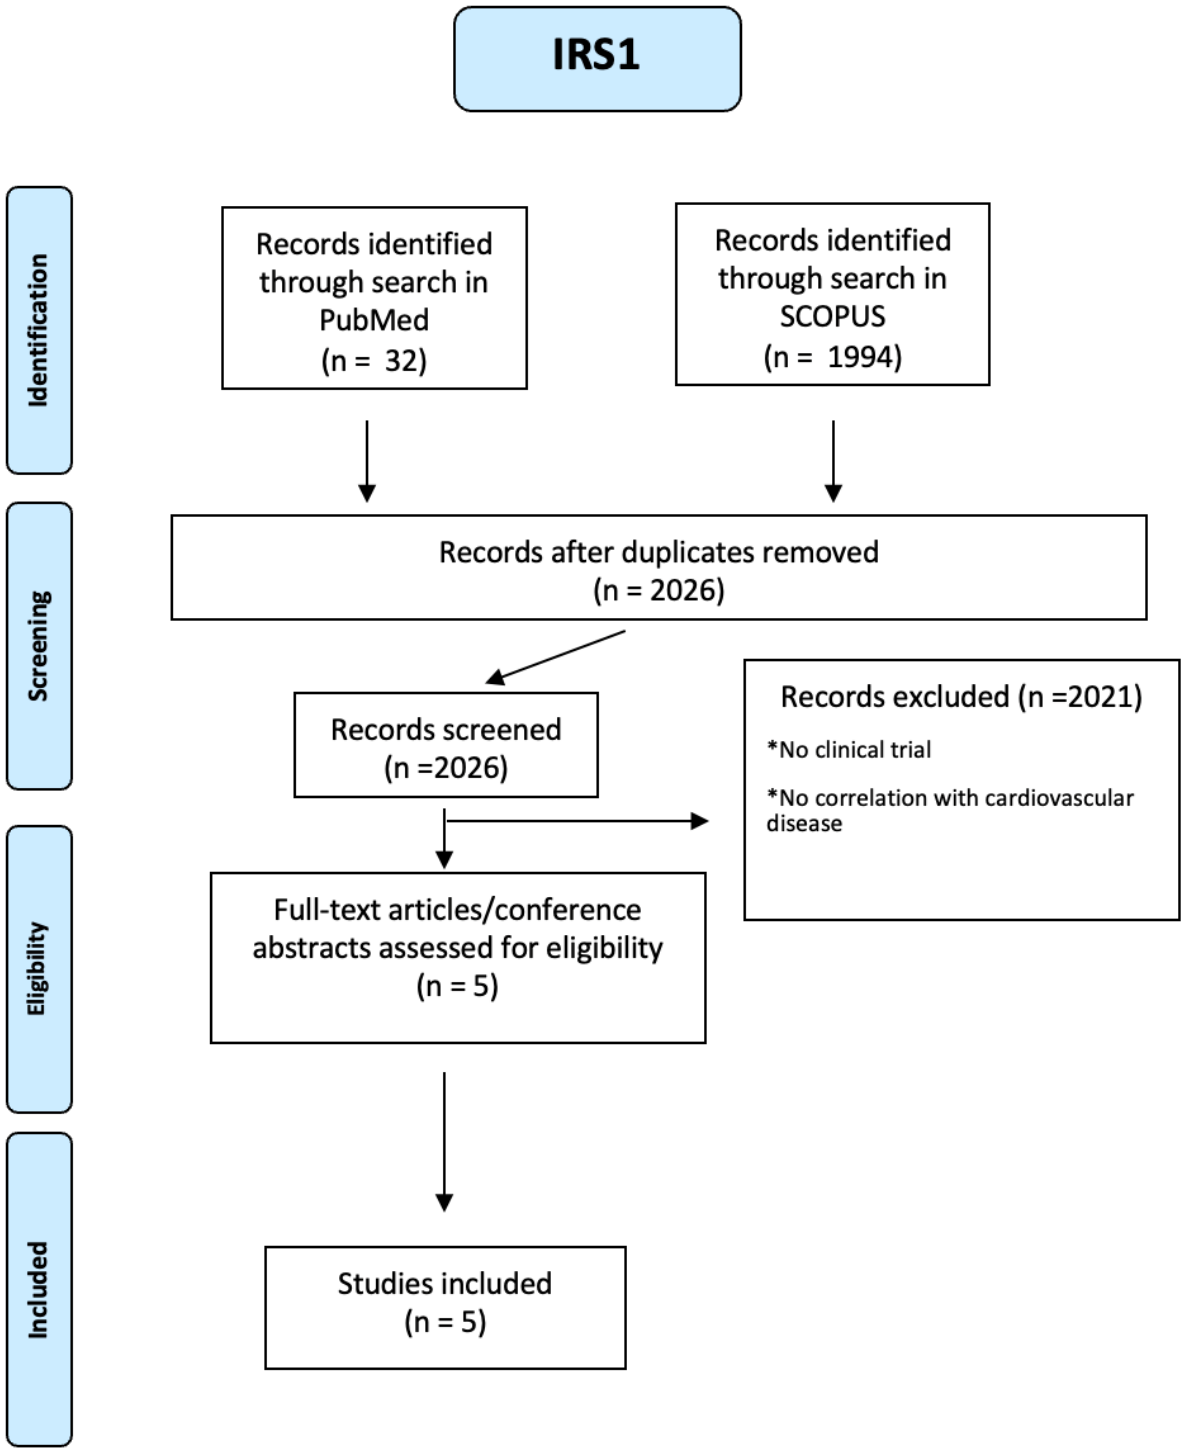 IRS1
Identification
Records identified
through search in
PubMed
(n =  32)
Records identified
through search in
SCOPUS
(n =  1994)
Screening
Records after duplicates removed
(n = 2026)
Records screened
(n =2026)
Records excluded (n =2021)
*No clinical trial
*No correlation with cardiovascular
disease
Eligibility
Full-text articles/conference
abstracts assessed for eligibility
(n = 5)
Included
Studies included
(n = 5)